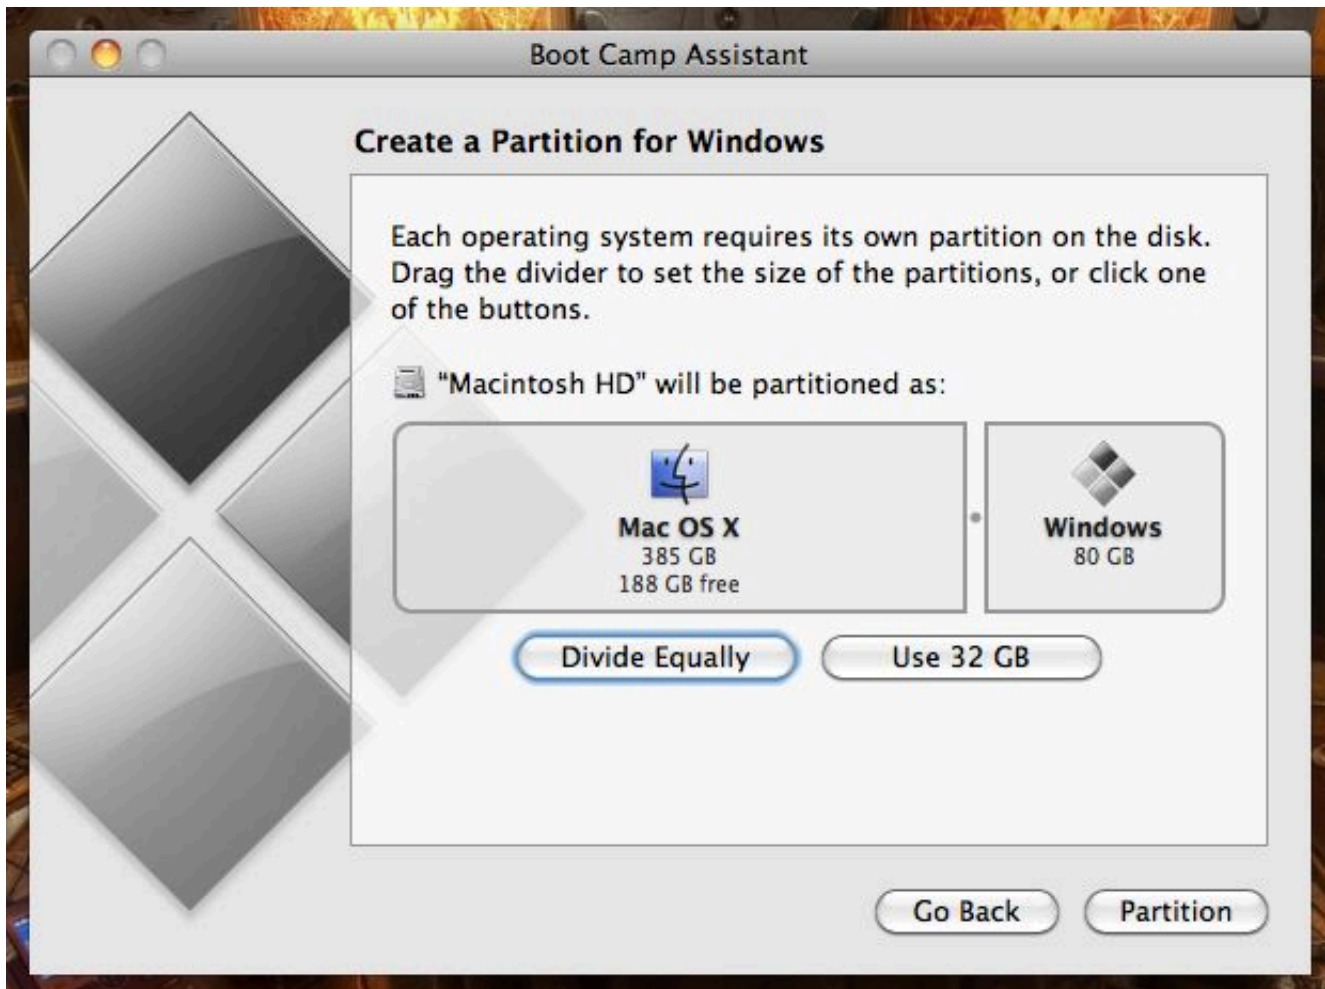 Boot Camp Assistant
Create a Partition for Windows
Each operating system requires its own partition on the disk.
Drag the divider to set the size of the partitions, or click one
of the buttons.
“Macintosh HD” will be partitioned as:
Mac OS X
385 GB
188 GB free
Windows
80 GB
Divide Equally
Use 32 GB
Go Back
Partition